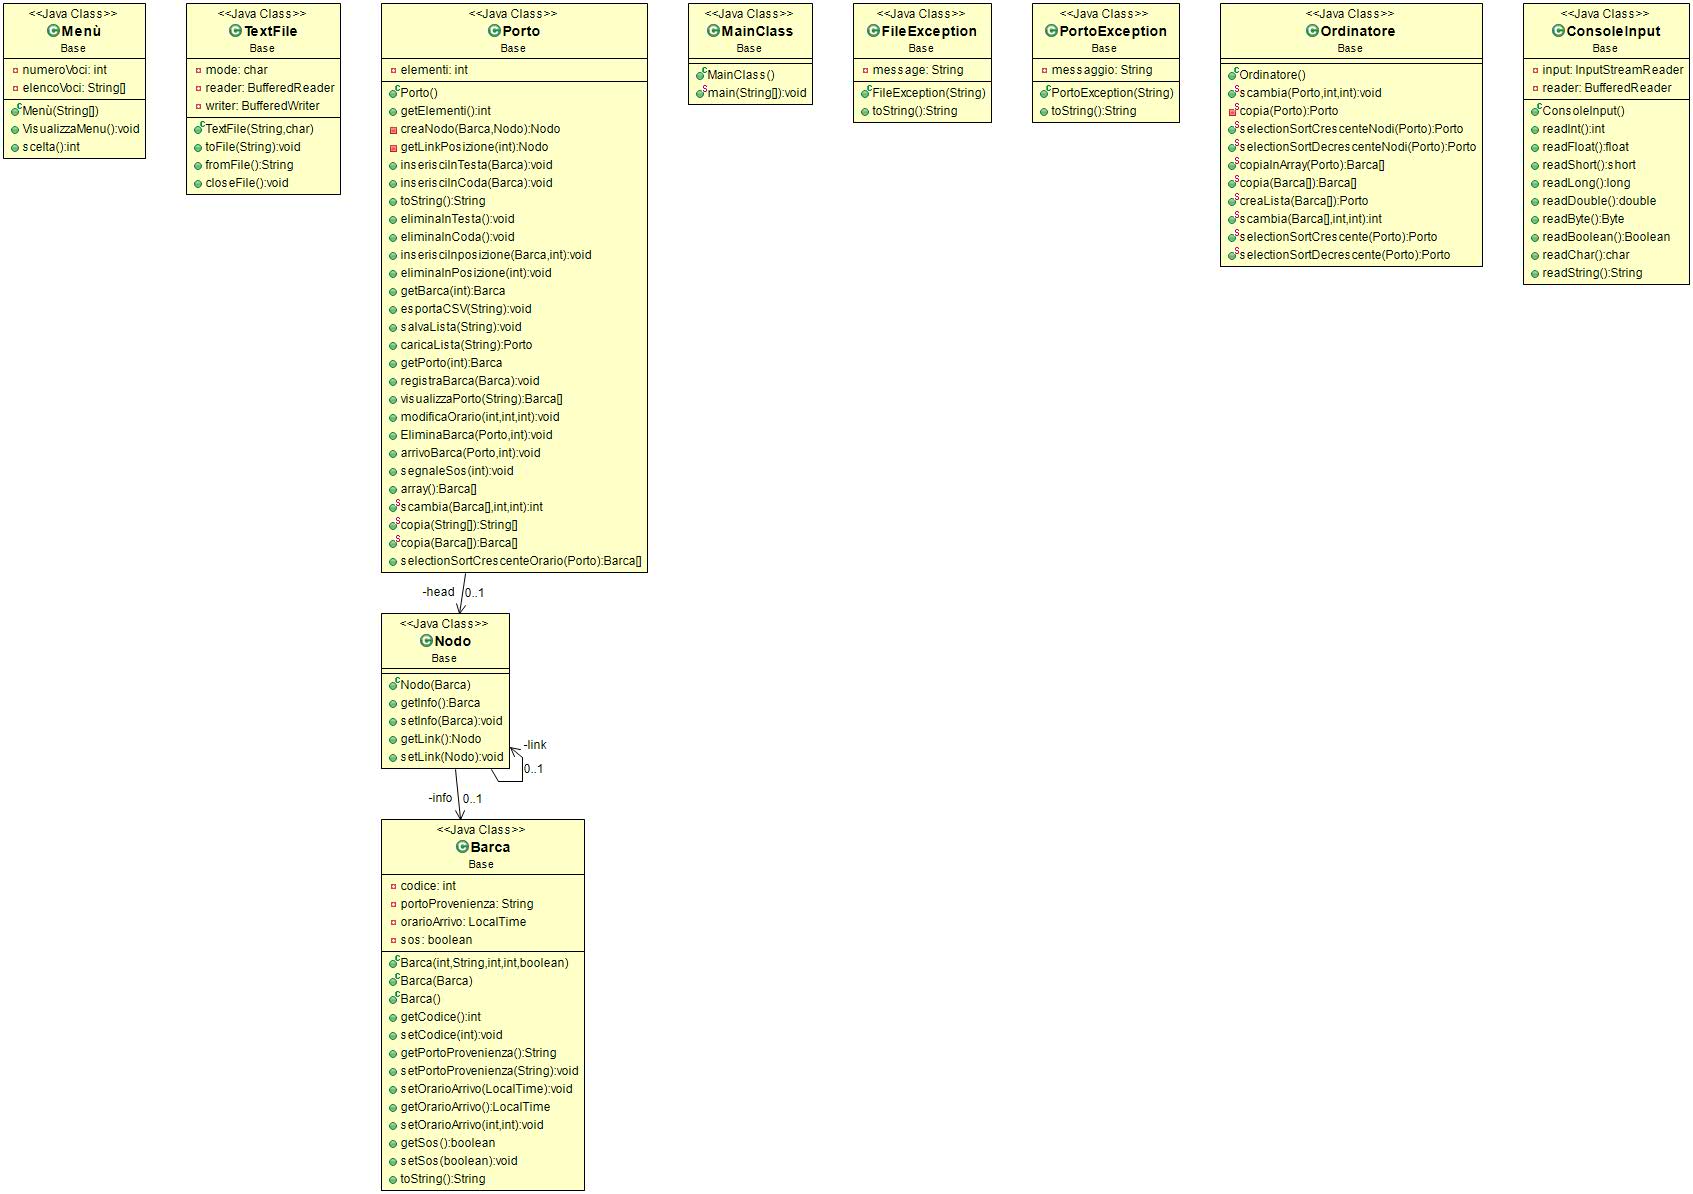 <<Java Class>>
Menù
Base
numeroVoci: int
elencoVoci: String[]
Menù(String[])
VisualizzaMenu():void
scelta():int
<<Java Class>>
TextFile
Base
mode: char
reader: BufferedReader
writer: BufferedWriter
TextFile(String,char)
toFile(String):void
fromFile():String
closeFile():void
<<Java Class>>
Porto
Base
elementi: int
Porto()
getElementi():int
creaNodo(Barca,Nodo):Nodo
getLinkPosizione(int):Nodo
inserisciInTesta(Barca):void
inserisciInCoda(Barca):void
toString():String
eliminaInTesta():void
eliminaInCoda():void
inserisciInposizione(Barca,int):void
eliminaInPosizione(int):void
getBarca(int):Barca
esportaCSV(String):void
salvaLista(String):void
caricaLista(String):Porto
getPorto(int):Barca
registraBarca(Barca):void
visualizzaPorto(String):Barca[]
modificaOrario(int,int,int):void
EliminaBarca(Porto,int):void
arrivoBarca(Porto,int):void
segnaleSos(int):void
array():Barca[]
scambia(Barca[],int,int):int
copia(String[]):String[]
copia(Barca[]):Barca[]
selectionSortCrescenteOrario(Porto):Barca[]
-head 0..1
<<Java Class>>
Nodo
Base
Nodo(Barca)
getInfo():Barca
setInfo(Barca):void
getLink():Nodo
setLink(Nodo):void
-link
0..1
-info 0..1
<<Java Class>>
Barca
Base
codice: int
portoProvenienza: String
orarioArrivo: LocalTime
sos: boolean
Barca(int,String,int,int,boolean)
Barca(Barca)
Barca()
getCodice():int
setCodice(int):void
getPortoProvenienza():String
setPortoProvenienza(String):void
setOrarioArrivo(LocalTime):void
getOrarioArrivo():LocalTime
setOrarioArrivo(int,int):void
getSos():boolean
setSos(boolean):void
toString():String
<<Java Class>>
MainClass
Base
MainClass()
main(String[]):void
<<Java Class>>
FileException
Base
message: String
FileException(String)
toString():String
<<Java Class>>
PortoException
Base
messaggio: String
PortoException(String)
toString():String
<<Java Class>>
Ordinatore
Base
Ordinatore()
scambia(Porto,int,int):void
copia(Porto):Porto
selectionSortCrescenteNodi(Porto):Porto
selectionSortDecrescenteNodi(Porto):Porto
copiaInArray(Porto):Barca[]
copia(Barca[]):Barca[]
creaLista(Barca[]):Porto
scambia(Barca[],int,int):int
selectionSortCrescente(Porto):Porto
selectionSortDecrescente(Porto):Porto
<<Java Class>>
ConsoleInput
Base
input: InputStreamReader
reader: BufferedReader
ConsoleInput()
readInt():int
readFloat():float
readShort():short
readLong():long
readDouble():double
readByte():Byte
readBoolean():Boolean
readChar():char
readString():String